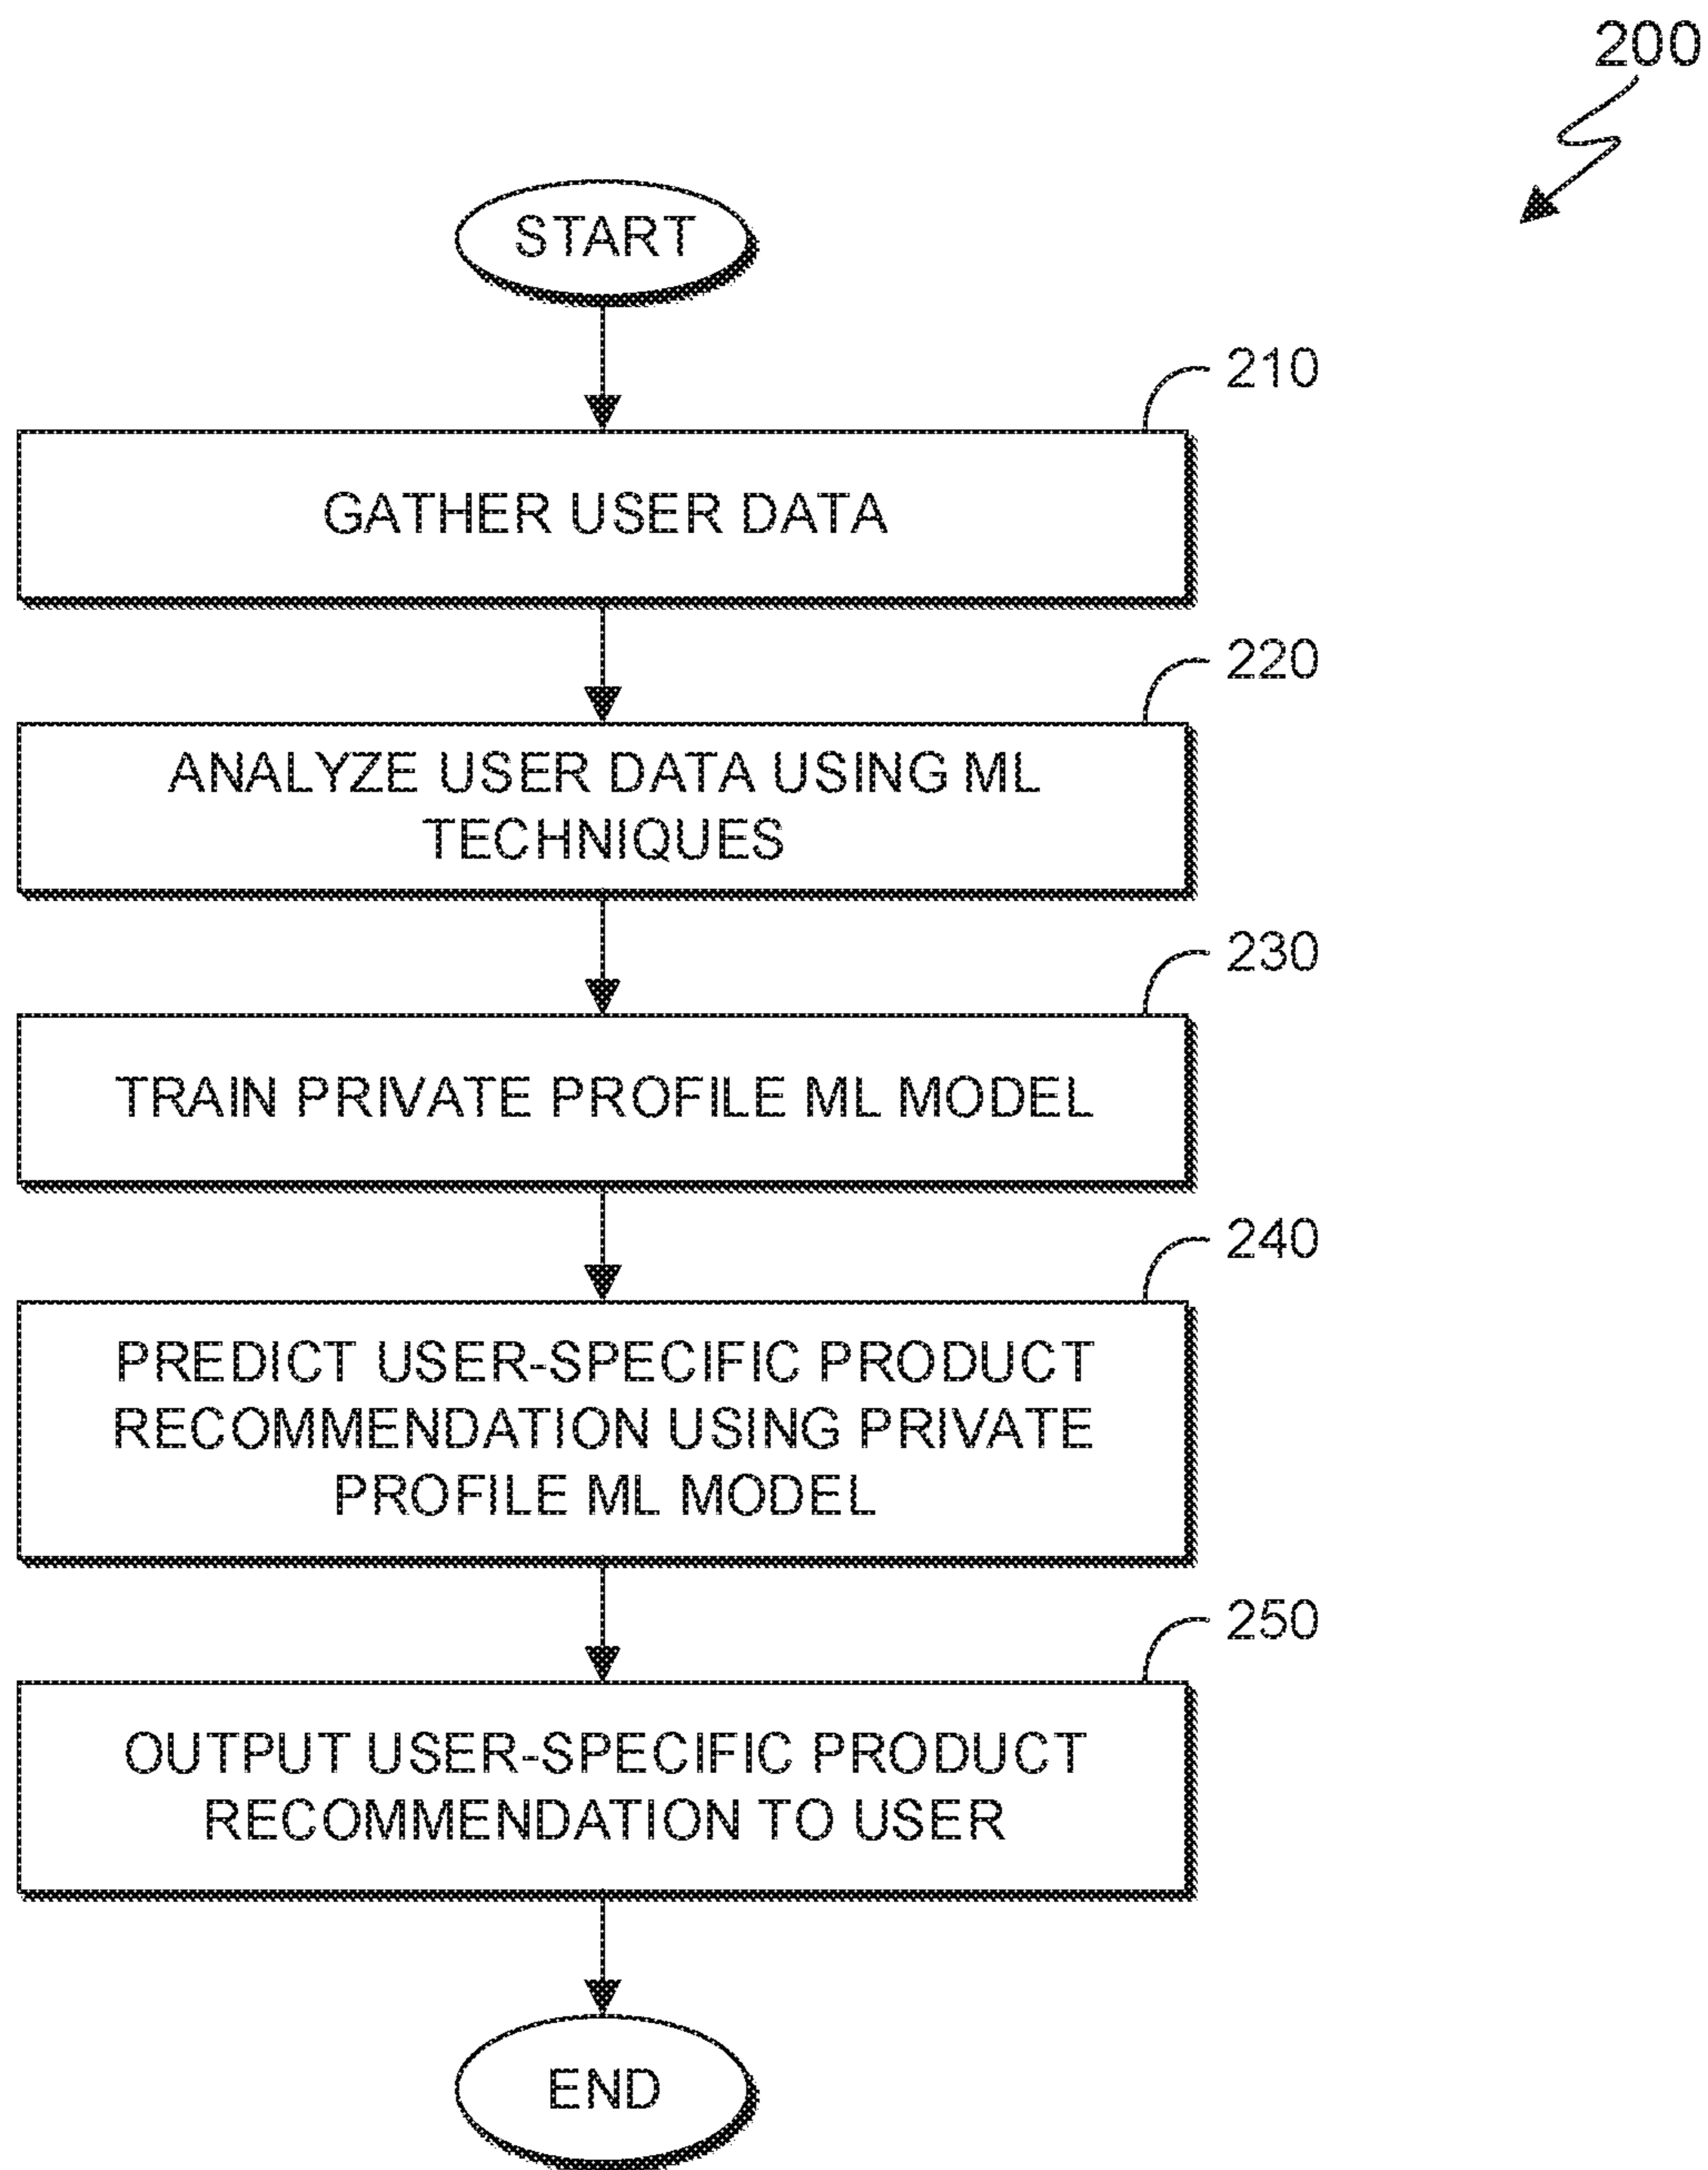 200
START
210
GATHER USER DATA
220
ANALYZE USER DATA USING ML
TECHNIQUES
230
TRAIN PRIVATE PROFILE ML MODEL
240
PREDICT USER-SPECIFIC PRODUCT
RECOMMENDATION USING PRIVATE
PROFILE ML MODEL
250
OUTPUT USER-SPECIFIC PRODUCT
RECOMMENDATION TO USER
END